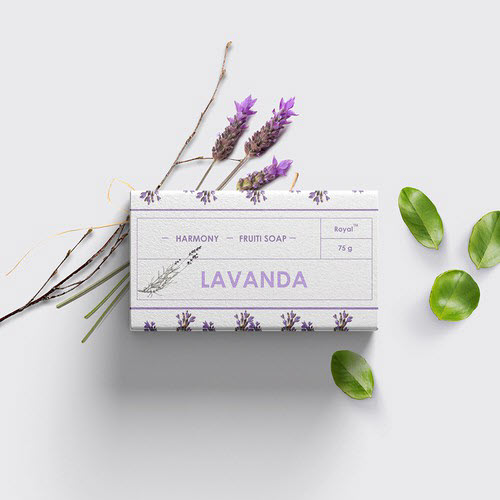 — HARMONY — FRUITI SOAP —
Royal™
75 g
LAVANDA